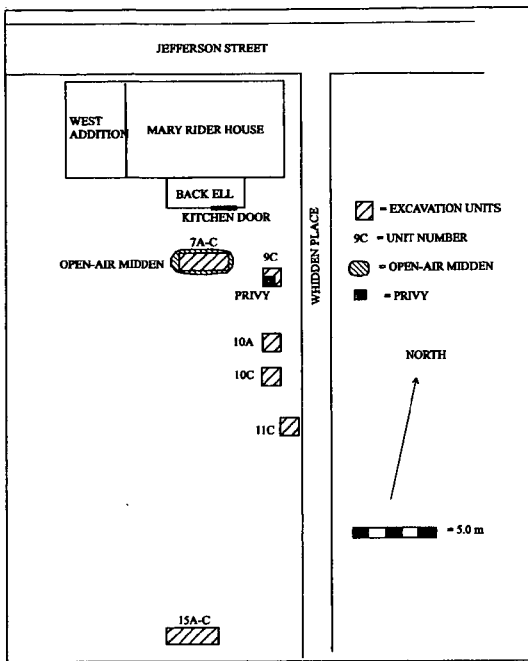 JEFFERSON STREET
WEST
ADDITION
MARY RIDER HOUSE
BACK ELL
KITCHEN DOOR
7A-C
OPEN-AIR MIDDEN
9C
PRIVY
10A
10C
11C
15A-C
WHIDDEN PLACE
= EXCAVATION UNITS
9C = UNIT NUMBER
= OPEN-AIR MIDDEN
= PRIVY
NORTH
= 5.0 m